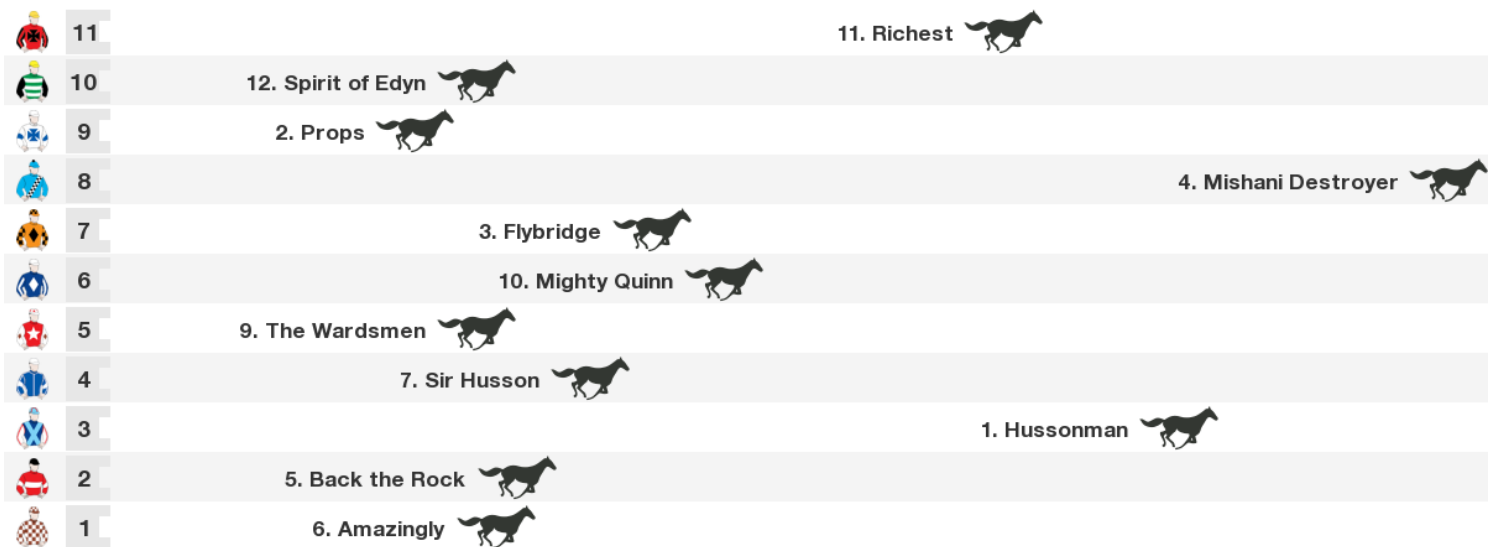 11 11. Richest
10 12. Spirit of Edyn
9 2. Props
8 4. Mishani Destroyer
7 3. Flybridge
6 10. Mighty Quinn
5 9. The Wardsmen
4 7. Sir Husson
3 1. Hussonman
2 5. Back the Rock
1 6. Amazingly